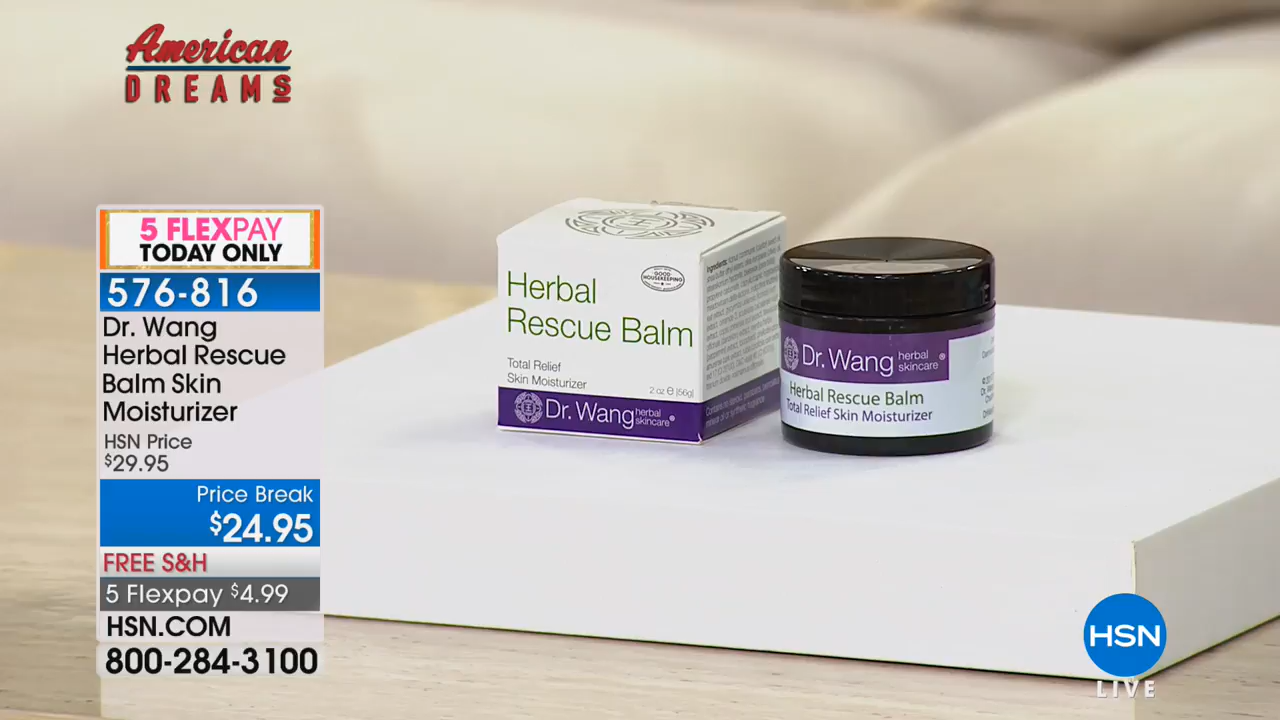 American
DREAMS
5 FLEXPAY
TODAY ONLY
576-816
Dr. Wang
Herbal Rescue
Balm Skin
Moisturizer
HSN Price
$29.95
Price Break
$24.95
FREE S&H
5 Flexpay $4.99
HSN.COM
800-284-3100
Herbal
Rescue Balm
GOOD
HOUSEKEEPING
Total Relief
Skin Moisturizer
2 oz e (56g)
Dr. Wang herbal
skincare®
Dr. Wang herbal
skincare®
Herbal Rescue Balm
Total Relief Skin Moisturizer
HSN
LIVE